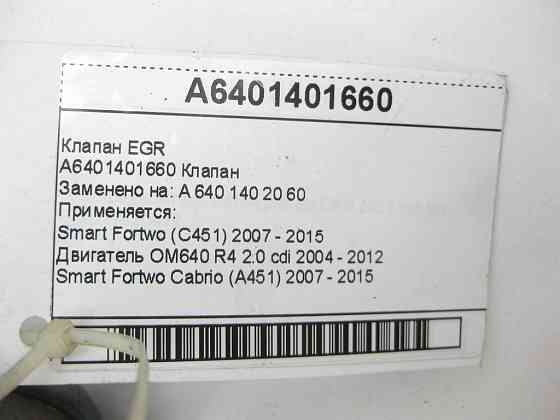 A6401401660
Клапан EGR
A6401401660 Клапан
Заменено на: A 640 140 20 60
Применяется:
Smart Fortwo (C451) 2007 - 2015
Двигатель OM640 R4 2.0 cdi 2004 - 2012
Smart Fortwo Cabrio (A451) 2007 - 2015